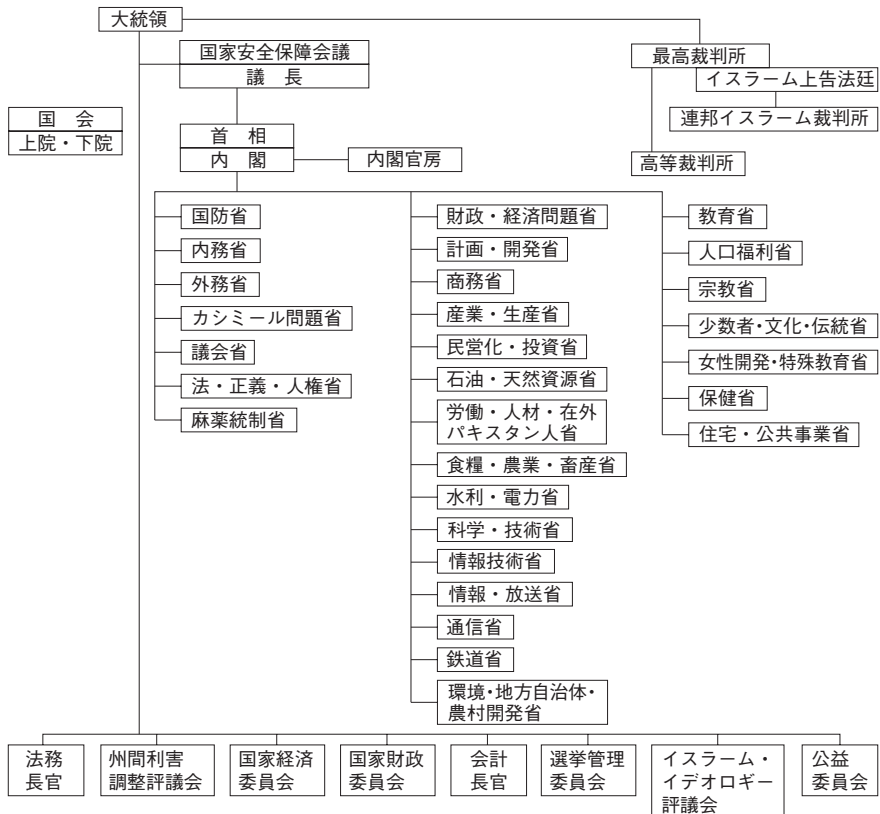 大統領
国家安全保障会議
議　長
最高裁判所
イスラーム上告法廷
連邦イスラーム裁判所
高等裁判所
国　会
上院・下院
首　相
内　閣
内閣官房
国防省
内務省
外務省
カシミール問題省
議会省
法・正義・人権省
麻薬統制省
財政・経済問題省
計画・開発省
商務省
産業・生産省
民営化・投資省
石油・天然資源省
労働・人材・在外
パキスタン人省
食糧・農業・畜産省
水利・電力省
科学・技術省
情報技術省
情報・放送省
通信省
鉄道省
環境・地方自治体・
農村開発省
教育省
人口福利省
宗教省
少数者・文化・伝統省
女性開発・特殊教育省
保健省
住宅・公共事業省
法務
長官
州間利害
調整評議会
国家経済
委員会
国家財政
委員会
会計
長官
選挙管理
委員会
イスラーム・
イデオロギー
評議会
公益
委員会